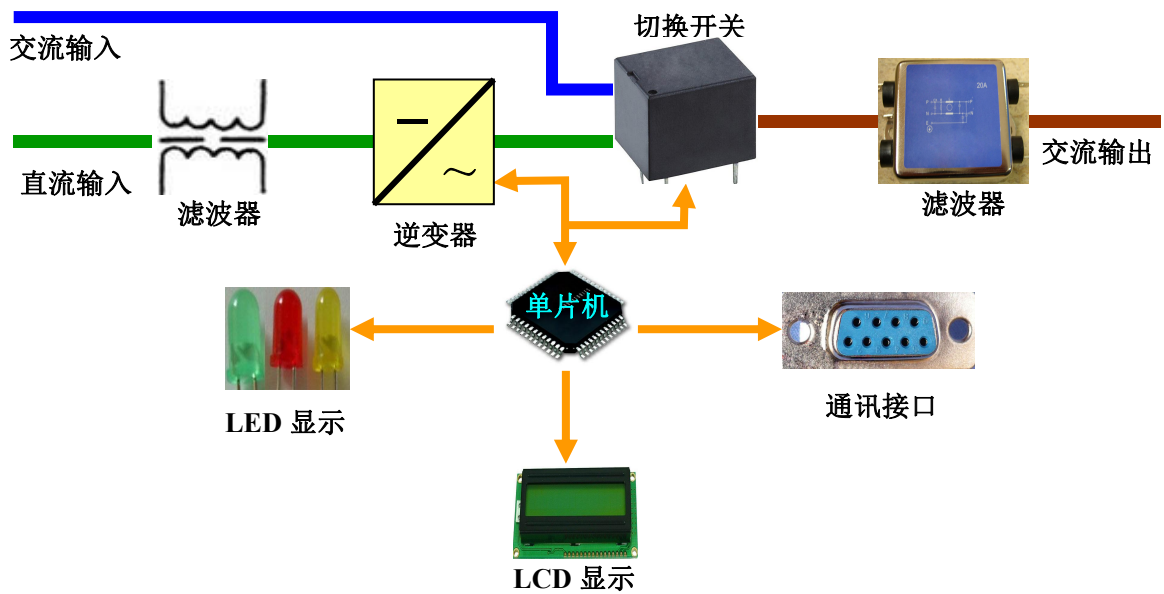 切换开关
交流输入
20A
直流输入
滤波器
逆变器
滤波器
交流输出
单片机
LED 显示
通讯接口
LCD 显示